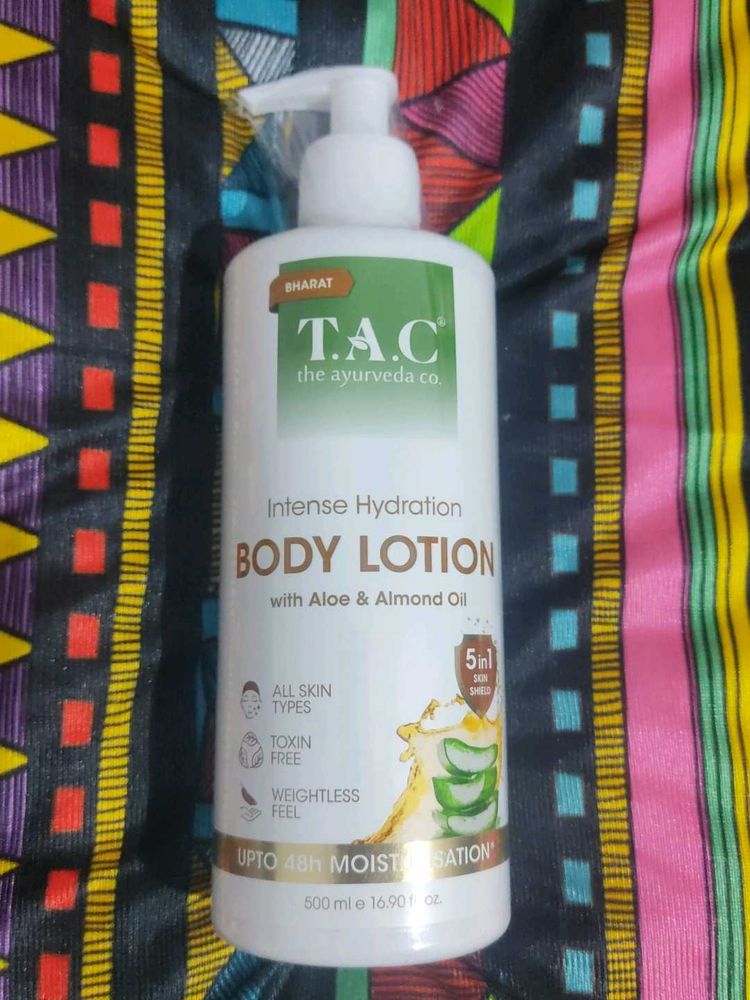 BHARAT
T.A.C®
the ayurveda co.
Intense Hydration
BODY LOTION
with Aloe & Almond Oil
5 in 1
SKIN
SHIELD
ALL SKIN
TYPES
TOXIN
FREE
WEIGHTLESS
FEEL
UPTO 48h MOISTURISATION*
500 ml e 16.90 fl oz.